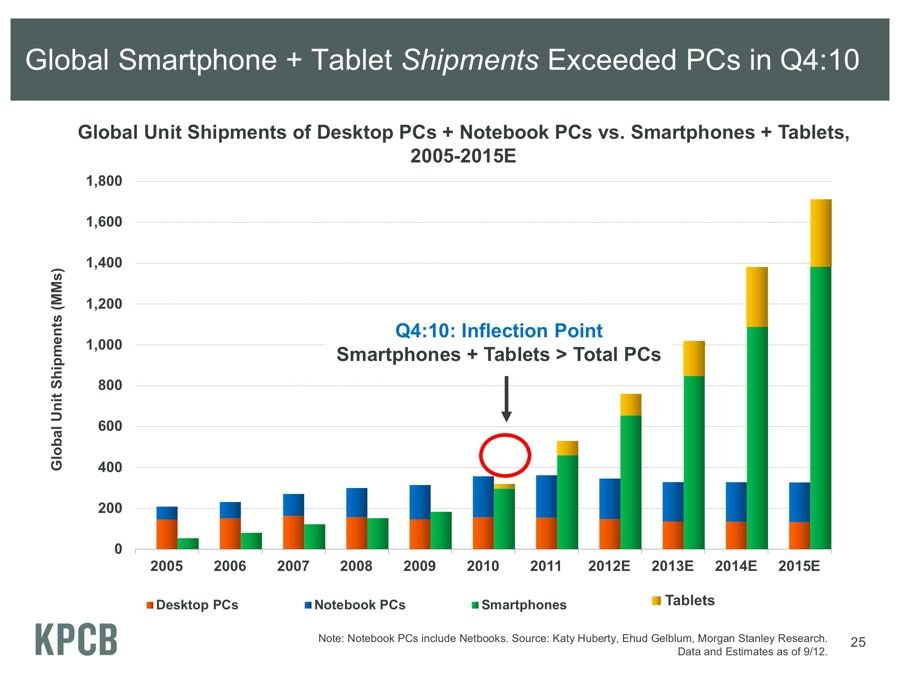 Global Smartphone + Tablet Shipments Exceeded PCs in Q4:10
Global Unit Shipments of Desktop PCs + Notebook PCs vs. Smartphones + Tablets,
2005-2015E
Global Unit Shipments (MMs)
1,800
1,600
1,400
1,200
1,000
800
600
400
200
0
Q4:10: Inflection Point
Smartphones + Tablets > Total PCs
2005 2006 2007 2008 2009 2010 2011 2012E 2013E 2014E 2015E
Desktop PCs Notebook PCs Smartphones Tablets
KPCB
Note: Notebook PCs include Netbooks. Source: Katy Huberty, Ehud Gelblum, Morgan Stanley Research.
Data and Estimates as of 9/12.
25